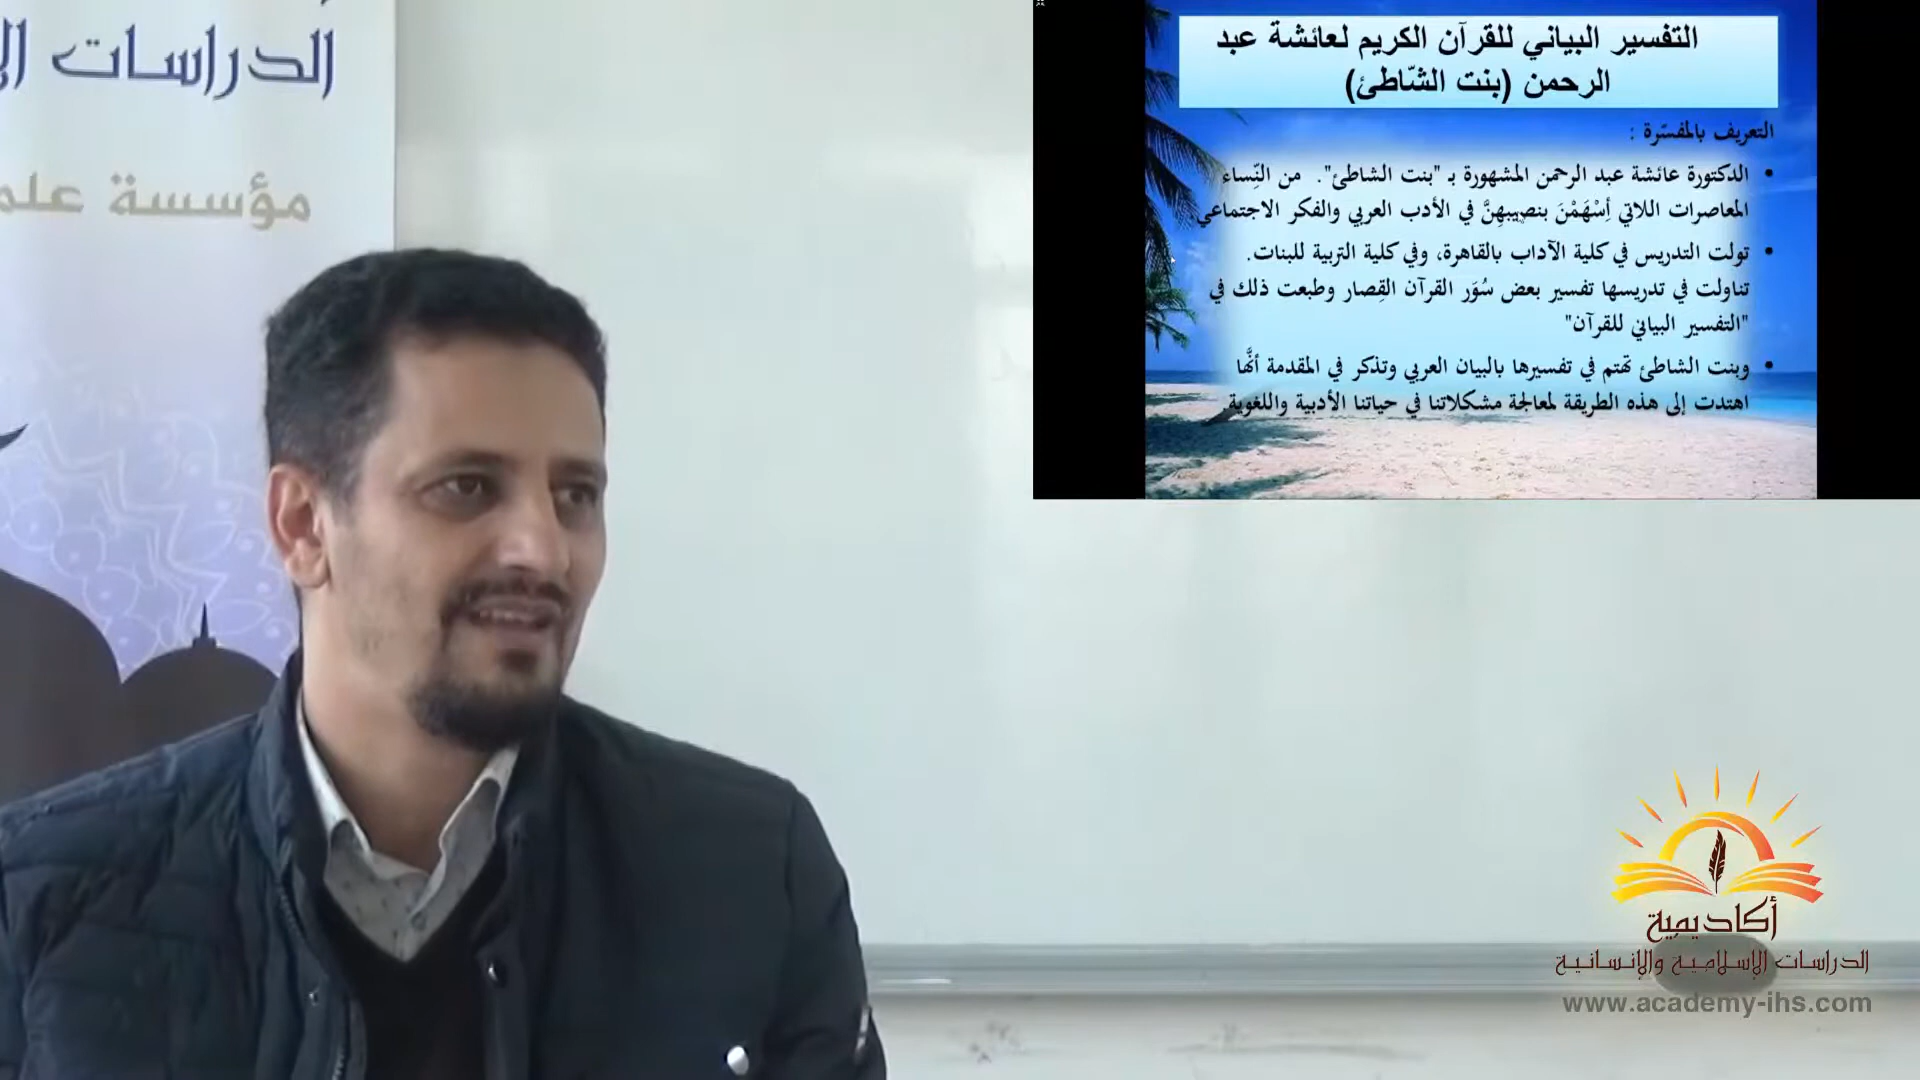 التفسير البياني للقرآن الكريم لعائشة عبد
الرحمن (بنت الشّاطئ)
التعريف بالمفسّرة :
• الدكتورة عائشة عبد الرحمن المشهورة بـ "بنت الشاطئ". من النِّساء
المعاصرات اللاتي أِسْهَمْنَ بنصيبهِنَّ في الأدب العربي والفكر الاجتماعي
• تولت التدريس في كلية الآداب بالقاهرة، وفي كلية التربية للبنات.
تناولت في تدريسها تفسير بعض سُوَر القرآن القِصار وطبعت ذلك في
"التفسير البياني للقرآن"
• وبنت الشاطئ تهتم في تفسيرها بالبيان العربي وتذكر في المقدمة أنَّها
اهتدت إلى هذه الطريقة لمعالجة مشكلاتنا في حياتنا الأدبية واللغوية
الدراسات
مؤسسة
أكاديمية
الدراسات الإسلامية والإنسانية
www.academy-ihs.com